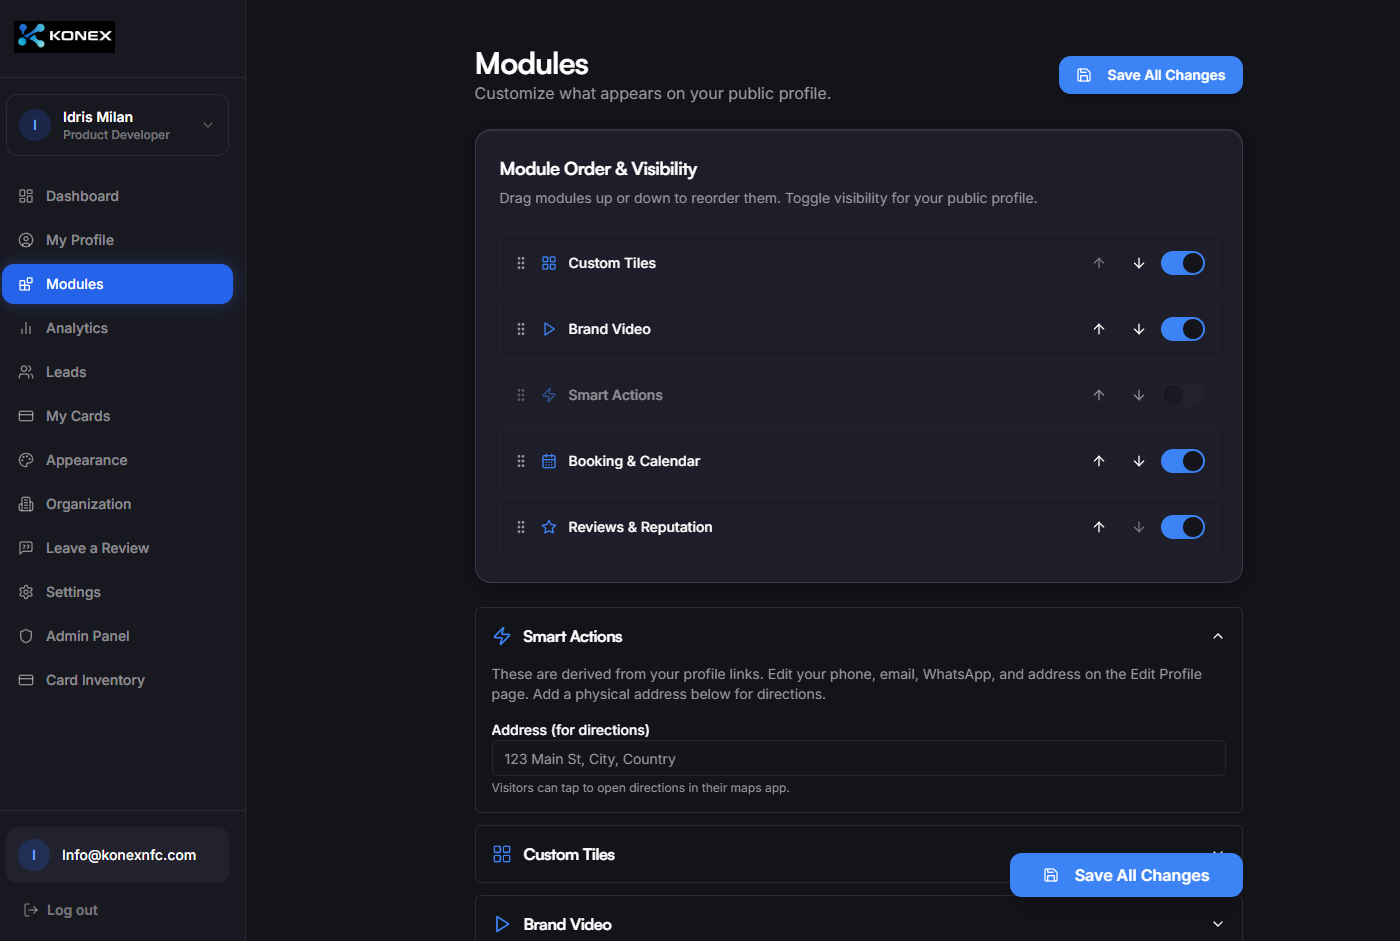 KONEX
I
Idris Milan
Product Developer
Dashboard
My Profile
Modules
Analytics
Leads
My Cards
Appearance
Organization
Leave a Review
Settings
Admin Panel
Card Inventory
I
Info@konexnfc.com
Log out
Modules
Customize what appears on your public profile.
Save All Changes
Module Order & Visibility
Drag modules up or down to reorder them. Toggle visibility for your public profile.
Custom Tiles
Brand Video
Smart Actions
Booking & Calendar
Reviews & Reputation
Smart Actions
These are derived from your profile links. Edit your phone, email, WhatsApp, and address on the Edit Profile
page. Add a physical address below for directions.
Address (for directions)
123 Main St, City, Country
Visitors can tap to open directions in their maps app.
Custom Tiles
Save All Changes
Brand Video